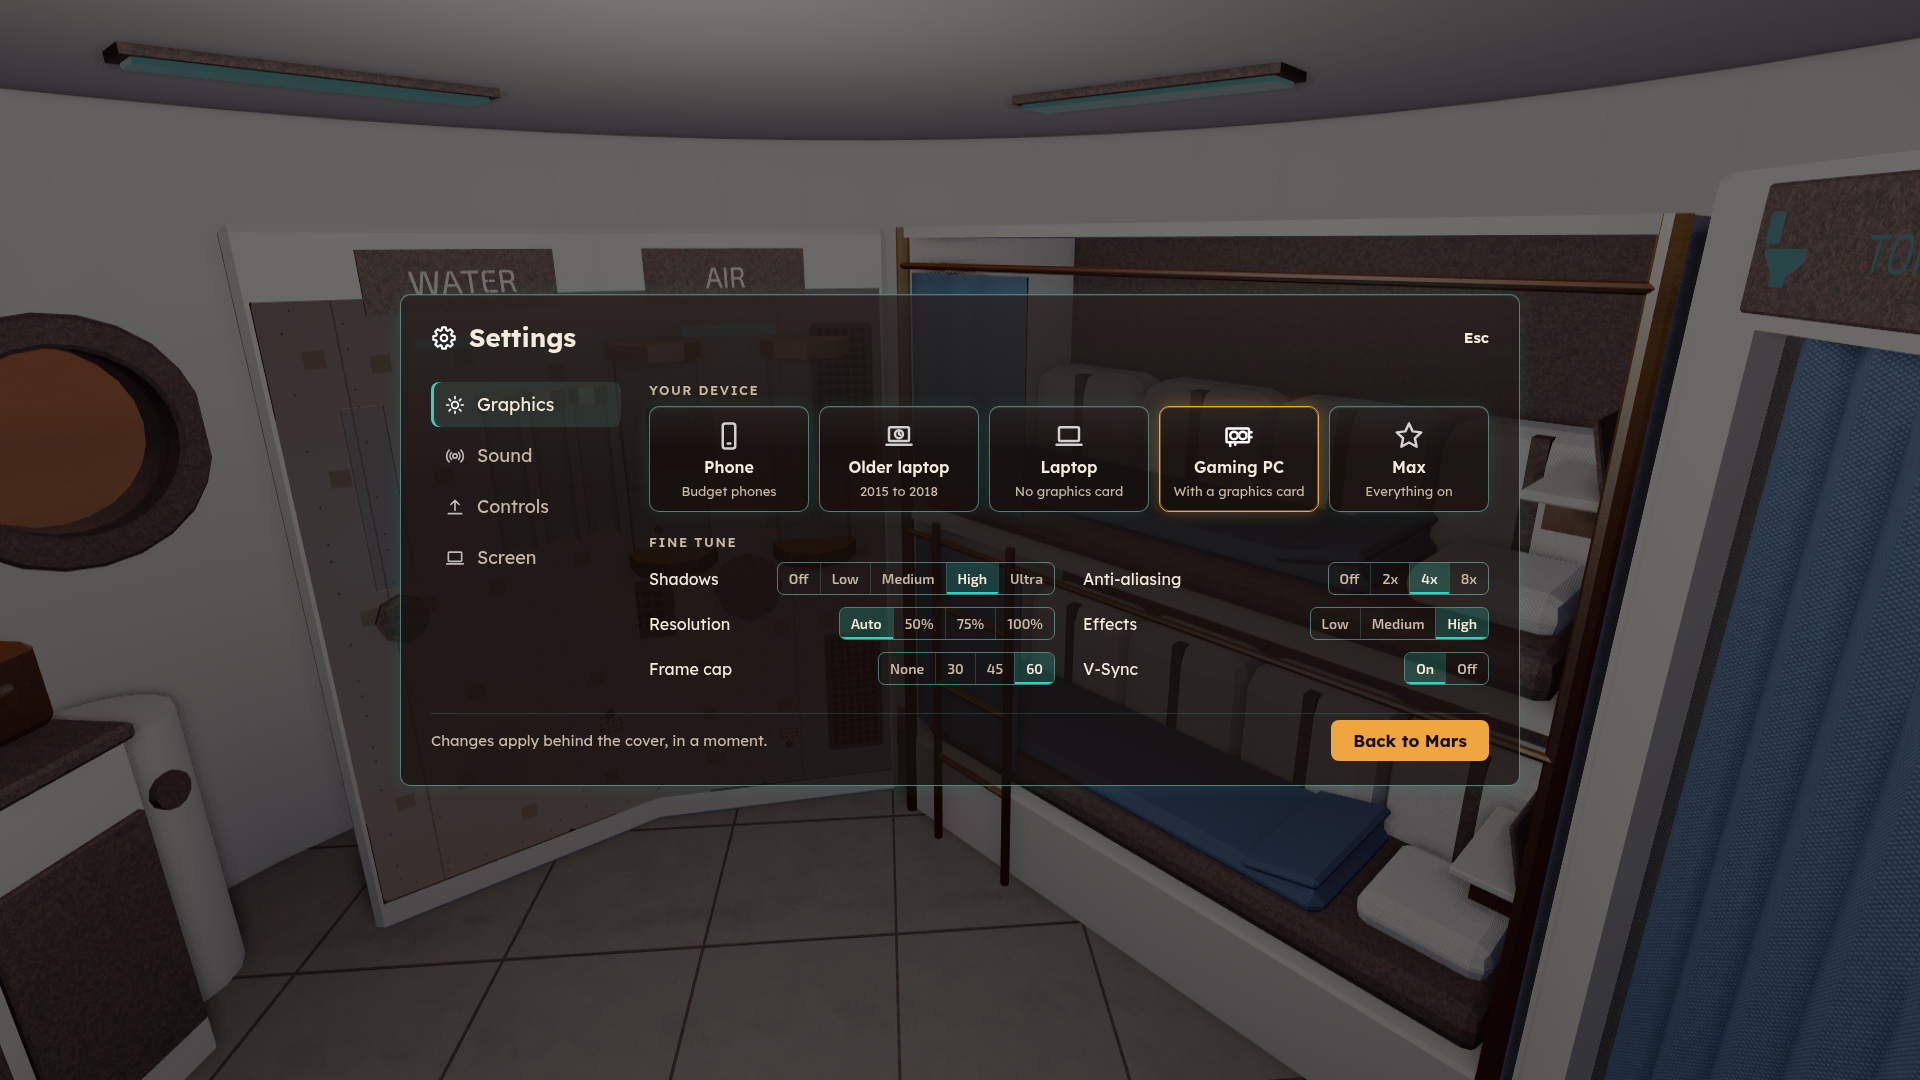 WATER
AIR
Settings
Esc
Graphics
Sound
Controls
Screen
YOUR DEVICE
Phone
Budget phones
Older laptop
2015 to 2018
Laptop
No graphics card
Gaming PC
With a graphics card
Max
Everything on
FINE TUNE
Shadows
Off Low Medium High Ultra
Anti-aliasing
Off 2x 4x 8x
Resolution
Auto 50% 75% 100%
Effects
Low Medium High
Frame cap
None 30 45 60
V-Sync
On Off
Changes apply behind the cover, in a moment.
Back to Mars